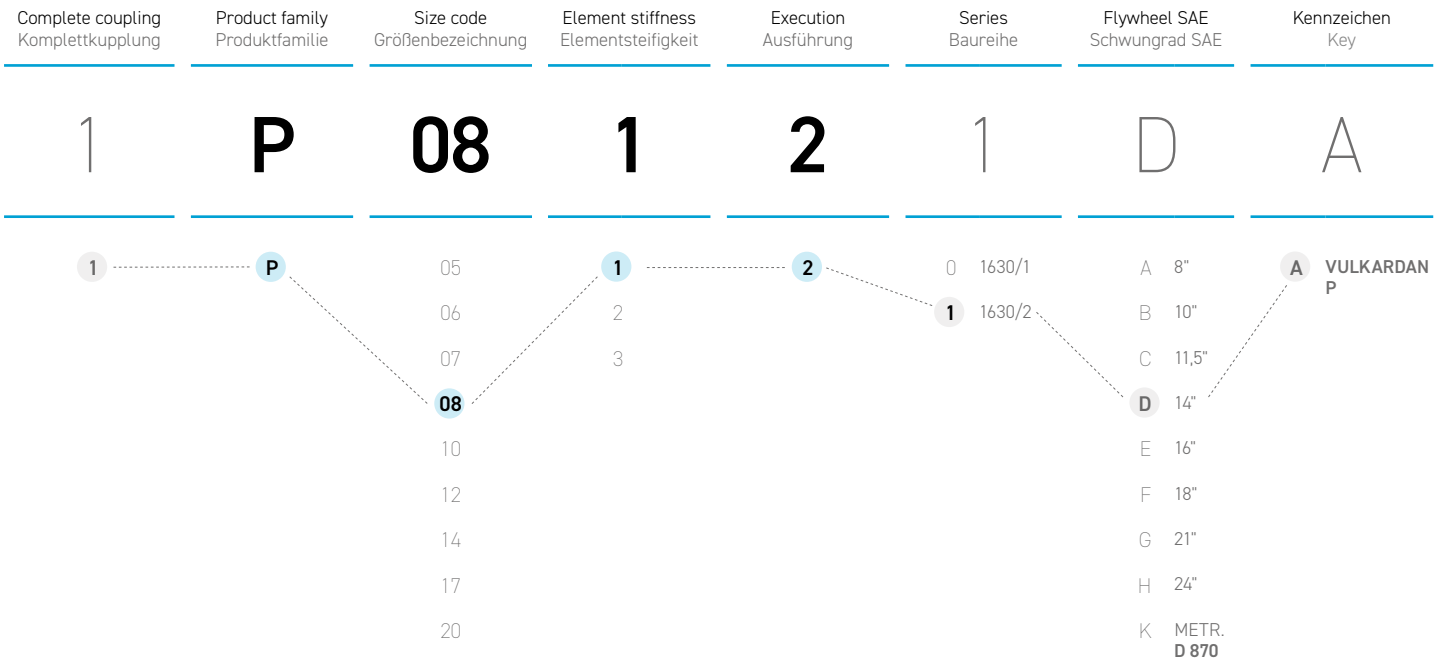 Complete coupling Product family Size code Element stiffness Execution Series Flywheel SAE Kennzeichen
Komplettkupplung Produktfamilie Größenbezeichnung Elementsteifigkeit Ausführung Baureihe Schwungrad SAE Key
1 P 08 1 2 1 D A
1 P 05 1 2 0 1630/1 A 8" A VULKARDAN
P
06 2 1 1630/2 B 10"
07 3 C 11,5"
08 D 14"
10 E 16"
12 F 18"
14 G 21"
17 H 24"
20 K METR.
D 870